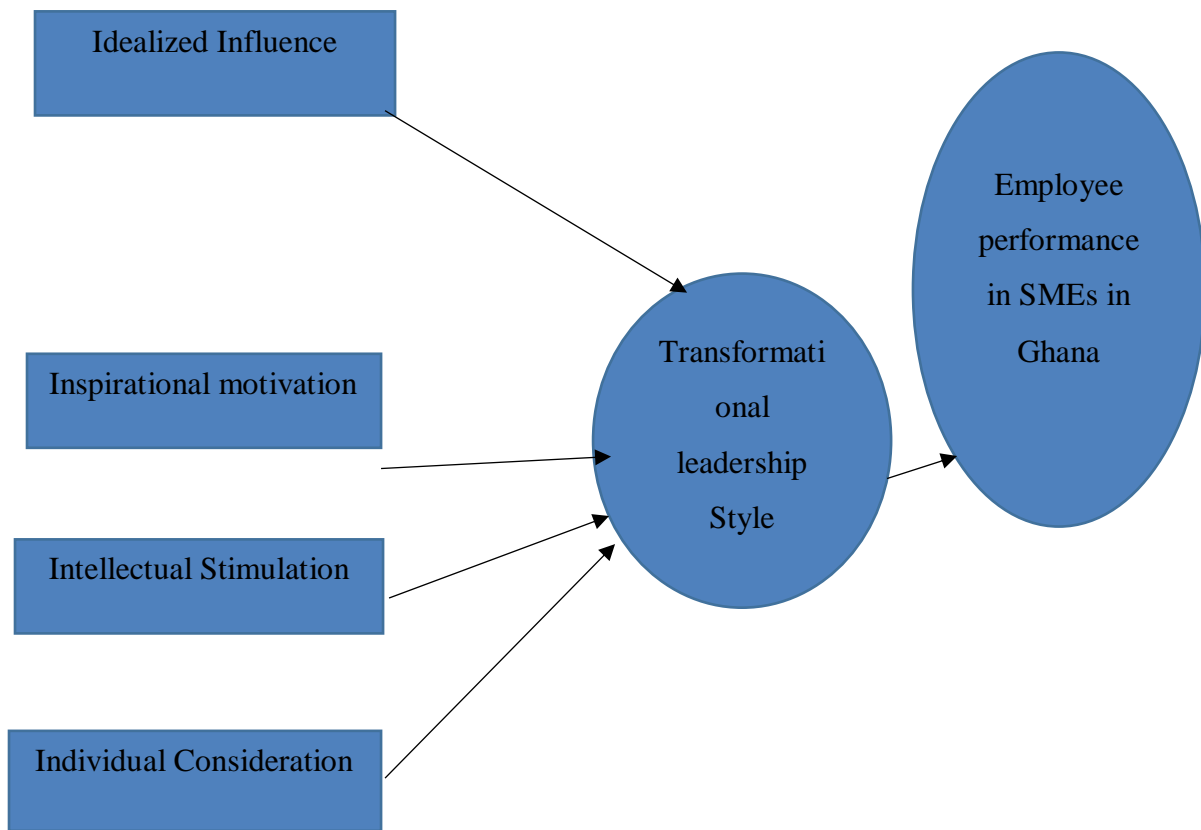 Idealized Influence
Inspirational motivation
Intellectual Stimulation
Individual Consideration
Transformati
onal
leadership
Style
Employee
performance
in SMEs in
Ghana